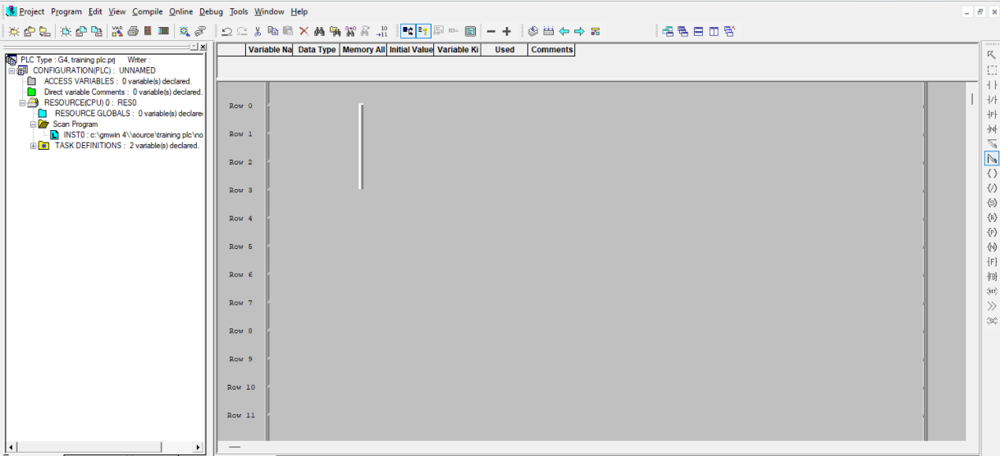 Project Program Edit View Compile Online Debug Tools Window Help
PLC Type : G4, training plc.prj Writer :
CONFIGURATION(PLC) : UNNAMED
ACCESS VARIABLES : 0 variable(s) declared.
Direct variable Comments : 0 variable(s) declared.
RESOURCE(CPU) 0 : RES0
RESOURCE GLOBALS : 0 variable(s) declare
Scan Program
INST0 : c:\gmwin 4\\source\training plc\no
TASK DEFINITIONS : 2 variable(s) declared.
Variable Na Data Type Memory All Initial Value Variable Ki Used Comments
Row 0
Row 1
Row 2
Row 3
Row 4
Row 5
Row 6
Row 7
Row 8
Row 9
Row 10
Row 11